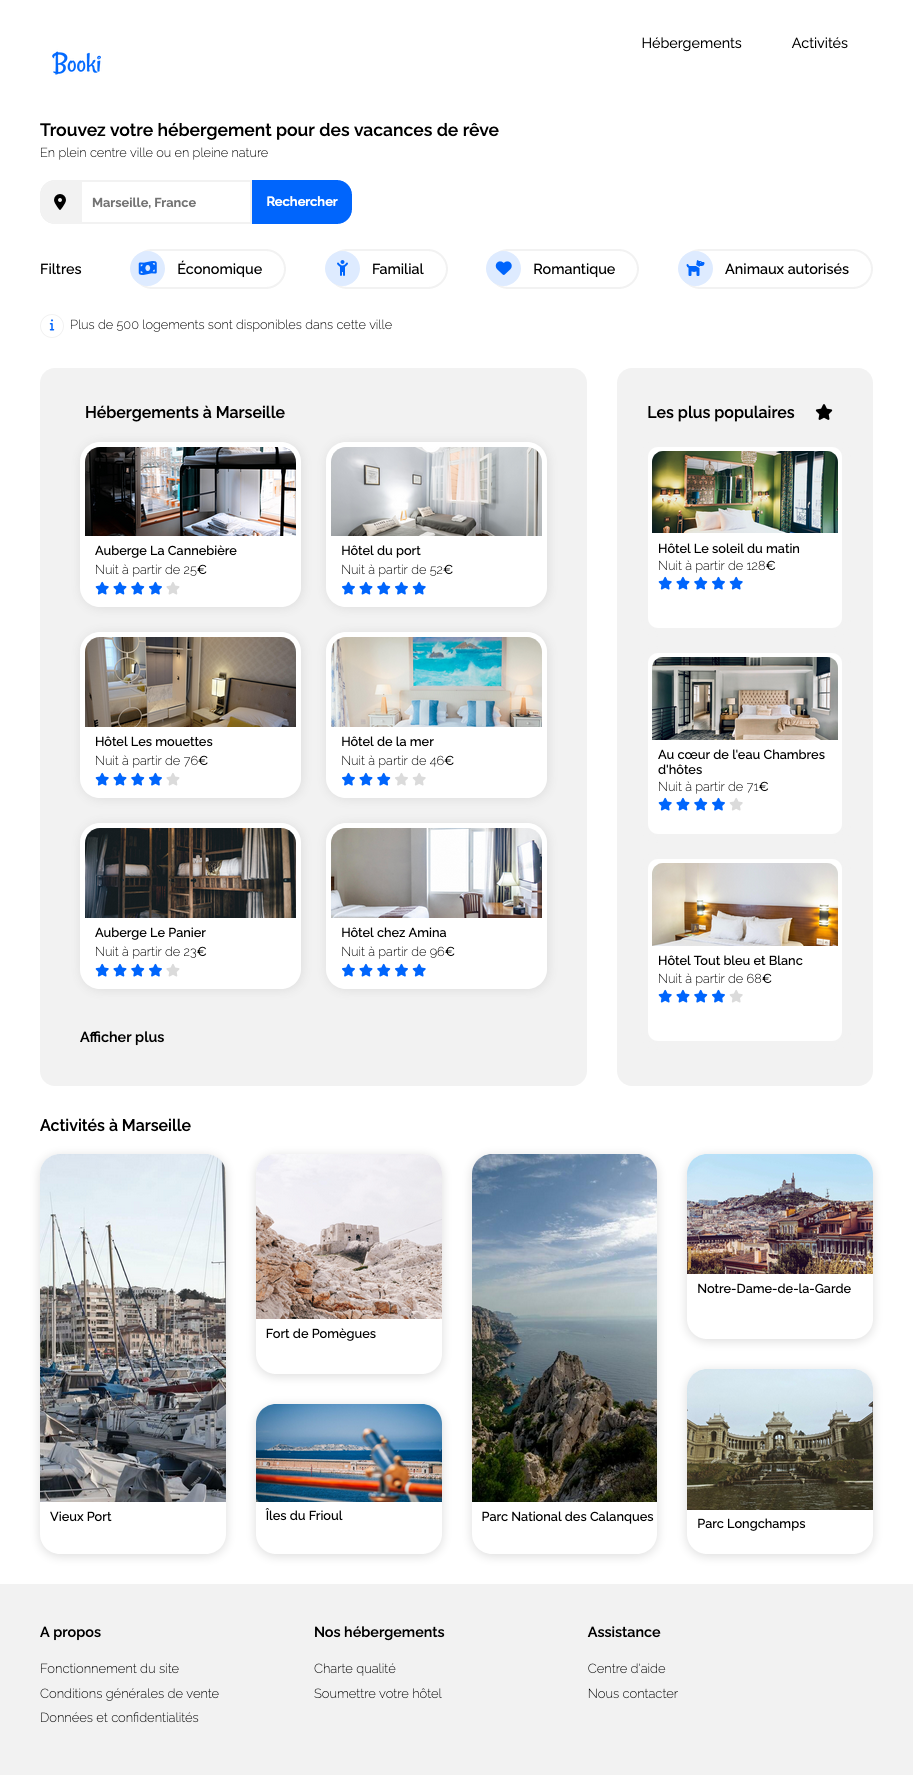 Booki
Hébergements
Activités
Trouvez votre hébergement pour des vacances de rêve
En plein centre ville ou en pleine nature
Marseille, France
Rechercher
Filtres
Économique
Familial
Romantique
Animaux autorisés
Plus de 500 logements sont disponibles dans cette ville
Hébergements à Marseille
Auberge La Cannebière
Nuit à partir de 25€
Hôtel du port
Nuit à partir de 52€
Hôtel Les mouettes
Nuit à partir de 76€
Hôtel de la mer
Nuit à partir de 46€
Auberge Le Panier
Nuit à partir de 23€
Hôtel chez Amina
Nuit à partir de 96€
Afficher plus
Les plus populaires
Hôtel Le soleil du matin
Nuit à partir de 128€
Au cœur de l'eau Chambres
d'hôtes
Nuit à partir de 71€
Hôtel Tout bleu et Blanc
Nuit à partir de 68€
Activités à Marseille
Vieux Port
Fort de Pomègues
Îles du Frioul
Parc National des Calanques
Notre-Dame-de-la-Garde
Parc Longchamps
A propos
Fonctionnement du site
Conditions générales de vente
Données et confidentialités
Nos hébergements
Charte qualité
Soumettre votre hôtel
Assistance
Centre d'aide
Nous contacter